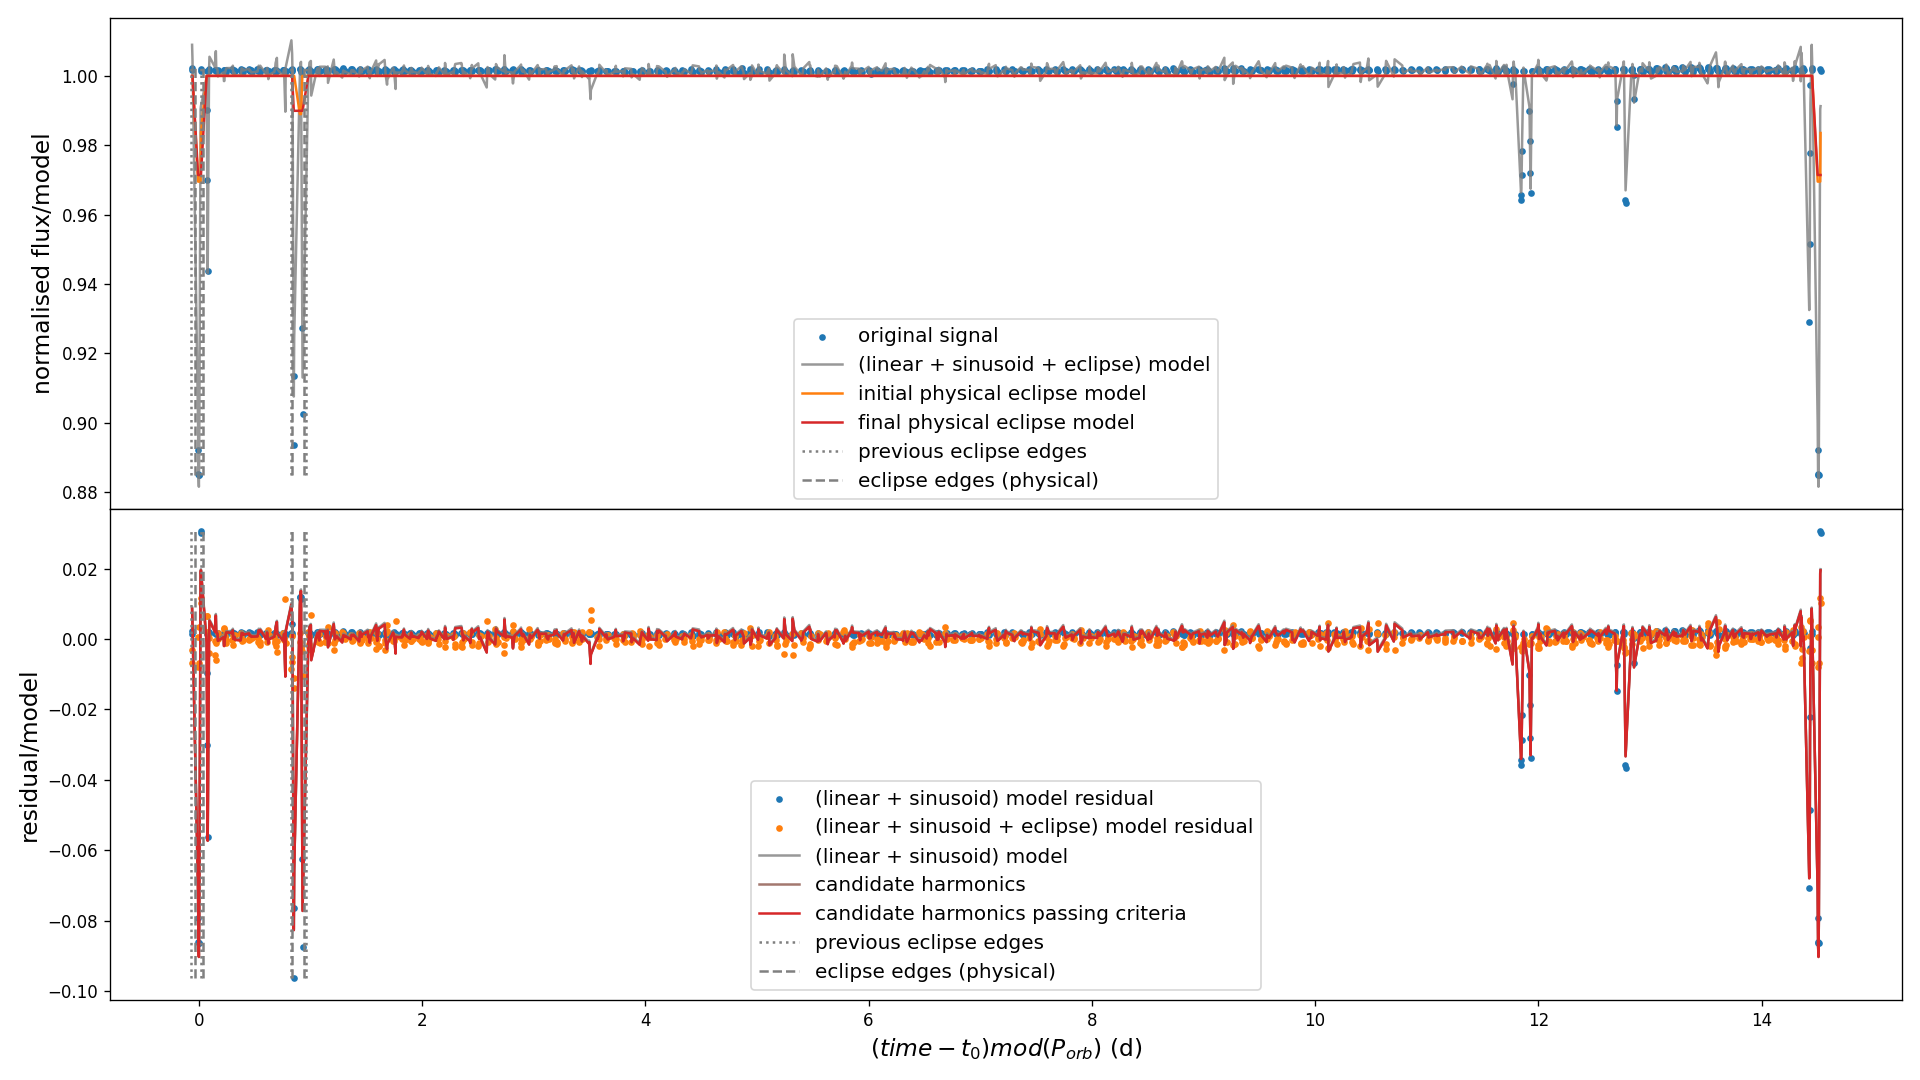 normalised flux/model
1.00
0.98
0.96
0.94
0.92
0.90
0.88
original signal
(linear + sinusoid + eclipse) model
initial physical eclipse model
final physical eclipse model
previous eclipse edges
eclipse edges (physical)
residual/model
0.02
0.00
−0.02
−0.04
−0.06
−0.08
−0.10
(linear + sinusoid) model residual
(linear + sinusoid + eclipse) model residual
(linear + sinusoid) model
candidate harmonics
candidate harmonics passing criteria
previous eclipse edges
eclipse edges (physical)
0 2 4 6 8 10 12 14
(time − t₀)mod(P_orb) (d)